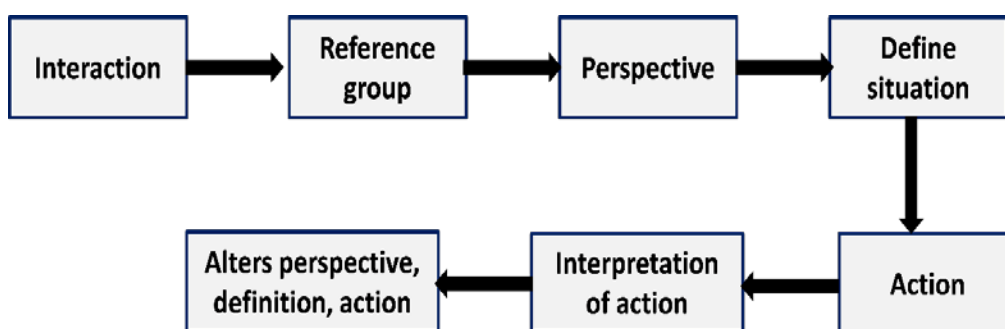 Interaction
Reference
group
Perspective
Define
situation
Action
Interpretation
of action
Alters perspective,
definition, action